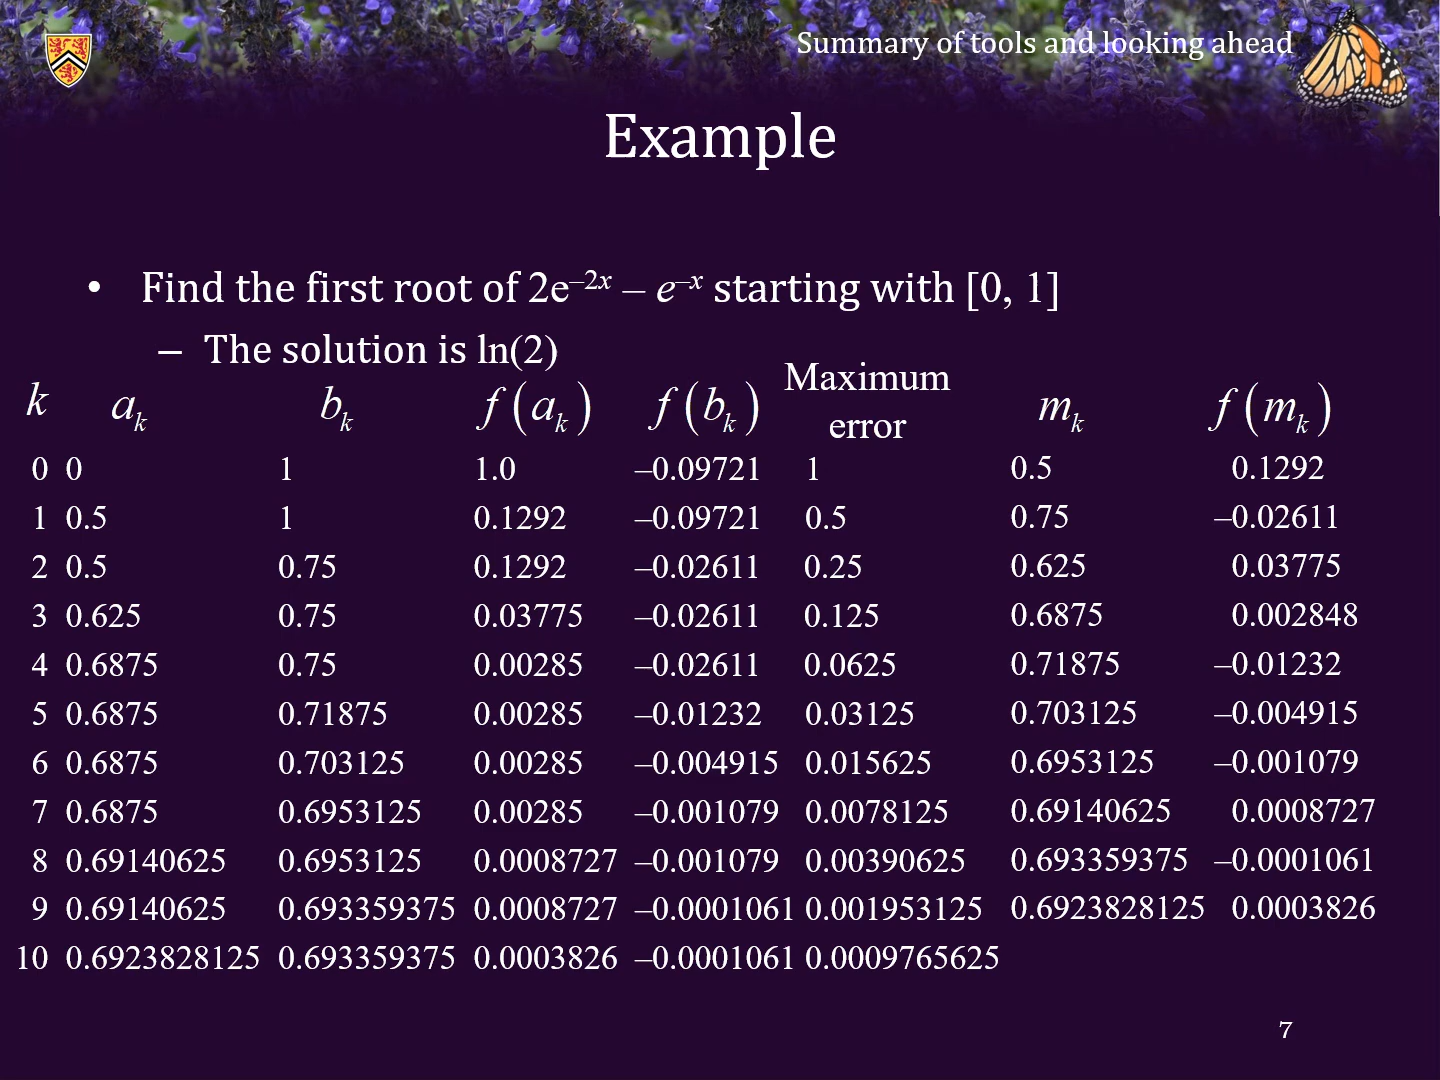 Summary of tools and looking ahead
Example
• Find the first root of 2e^–2x – e^–x starting with [0, 1]
– The solution is ln(2)
k a_k b_k f(a_k) f(b_k) Maximum error m_k f(m_k)
0 0 1 1.0 –0.09721 1 0.5 0.1292
1 0.5 1 0.1292 –0.09721 0.5 0.75 –0.02611
2 0.5 0.75 0.1292 –0.02611 0.25 0.625 0.03775
3 0.625 0.75 0.03775 –0.02611 0.125 0.6875 0.002848
4 0.6875 0.75 0.00285 –0.02611 0.0625 0.71875 –0.01232
5 0.6875 0.71875 0.00285 –0.01232 0.03125 0.703125 –0.004915
6 0.6875 0.703125 0.00285 –0.004915 0.015625 0.6953125 –0.001079
7 0.6875 0.6953125 0.00285 –0.001079 0.0078125 0.69140625 0.0008727
8 0.69140625 0.6953125 0.0008727 –0.001079 0.00390625 0.693359375 –0.0001061
9 0.69140625 0.693359375 0.0008727 –0.0001061 0.001953125 0.6923828125 0.0003826
10 0.6923828125 0.693359375 0.0003826 –0.0001061 0.0009765625
7